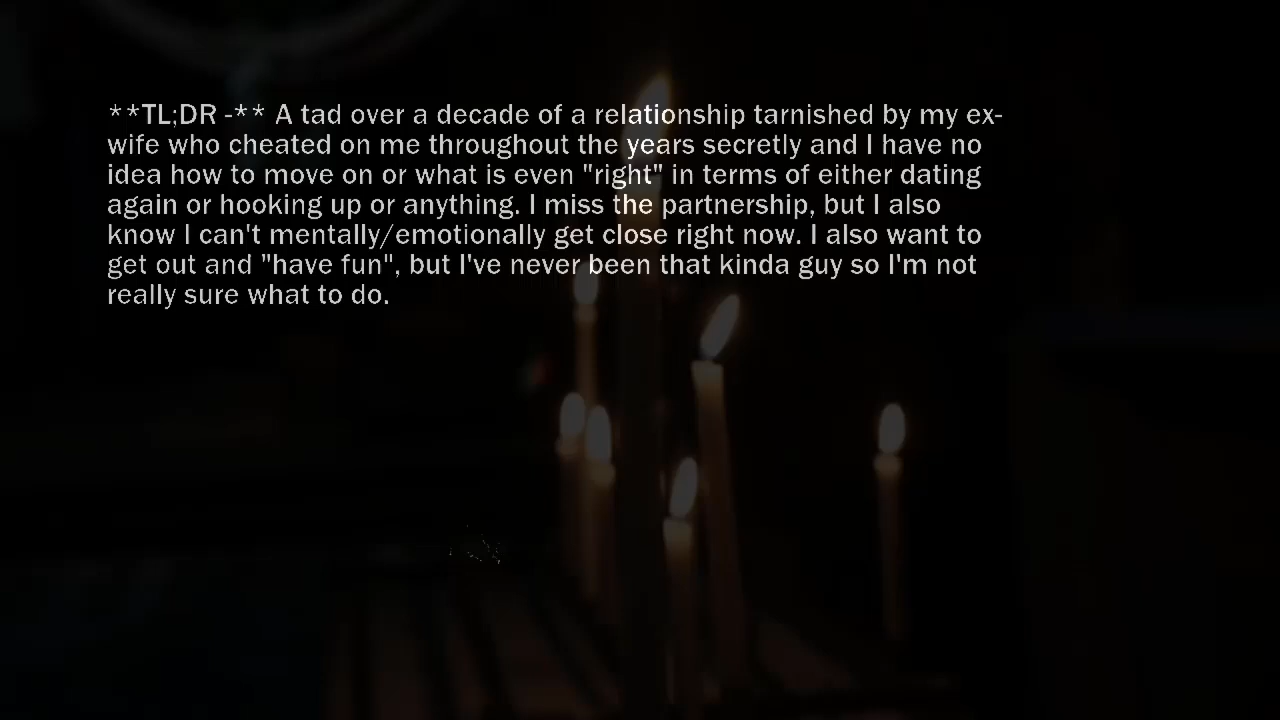 **TL;DR -** A tad over a decade of a relationship tarnished by my ex-
wife who cheated on me throughout the years secretly and I have no
idea how to move on or what is even "right" in terms of either dating
again or hooking up or anything. I miss the partnership, but I also
know I can't mentally/emotionally get close right now. I also want to
get out and "have fun", but I've never been that kinda guy so I'm not
really sure what to do.